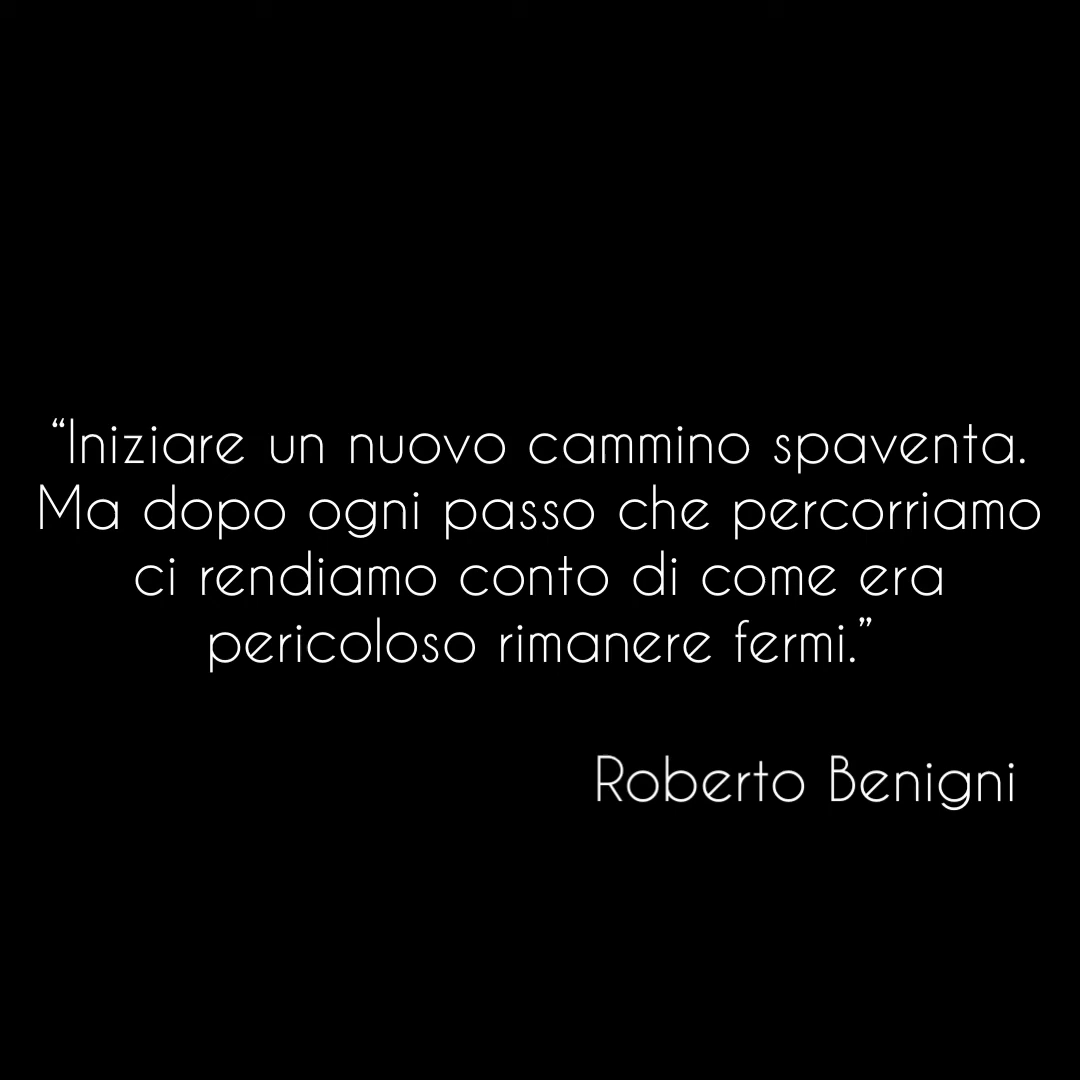 “Iniziare un nuovo cammino spaventa.
Ma dopo ogni passo che percorriamo
ci rendiamo conto di come era
pericoloso rimanere fermi.”
Roberto Benigni